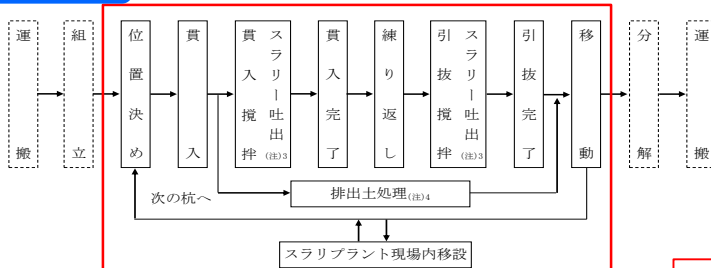 運搬
組立
位置決め
貫入
スラリー吐出(注)3
貫入攪拌
貫入完了
練り返し
スラリー吐出(注)3
引抜攪拌
引抜完了
移動
分解
運搬
排出土処理(注)4
次の杭へ
スラリプラント現場内移設